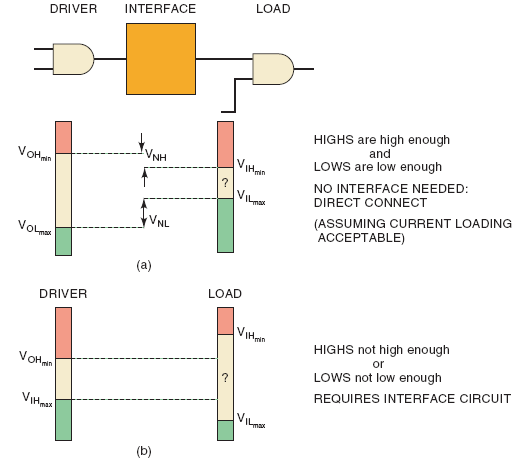 DRIVER INTERFACE LOAD
VOHmin
VNH
VIHmin
?
VILmax
VOLmax
VNL
HIGHS are high enough
and
LOWS are low enough
NO INTERFACE NEEDED:
DIRECT CONNECT
(ASSUMING CURRENT LOADING
ACCEPTABLE)
(a)
DRIVER LOAD
VIHmin
VOHmin
?
VIHmax
VILmax
HIGHS not high enough
or
LOWS not low enough
REQUIRES INTERFACE CIRCUIT
(b)